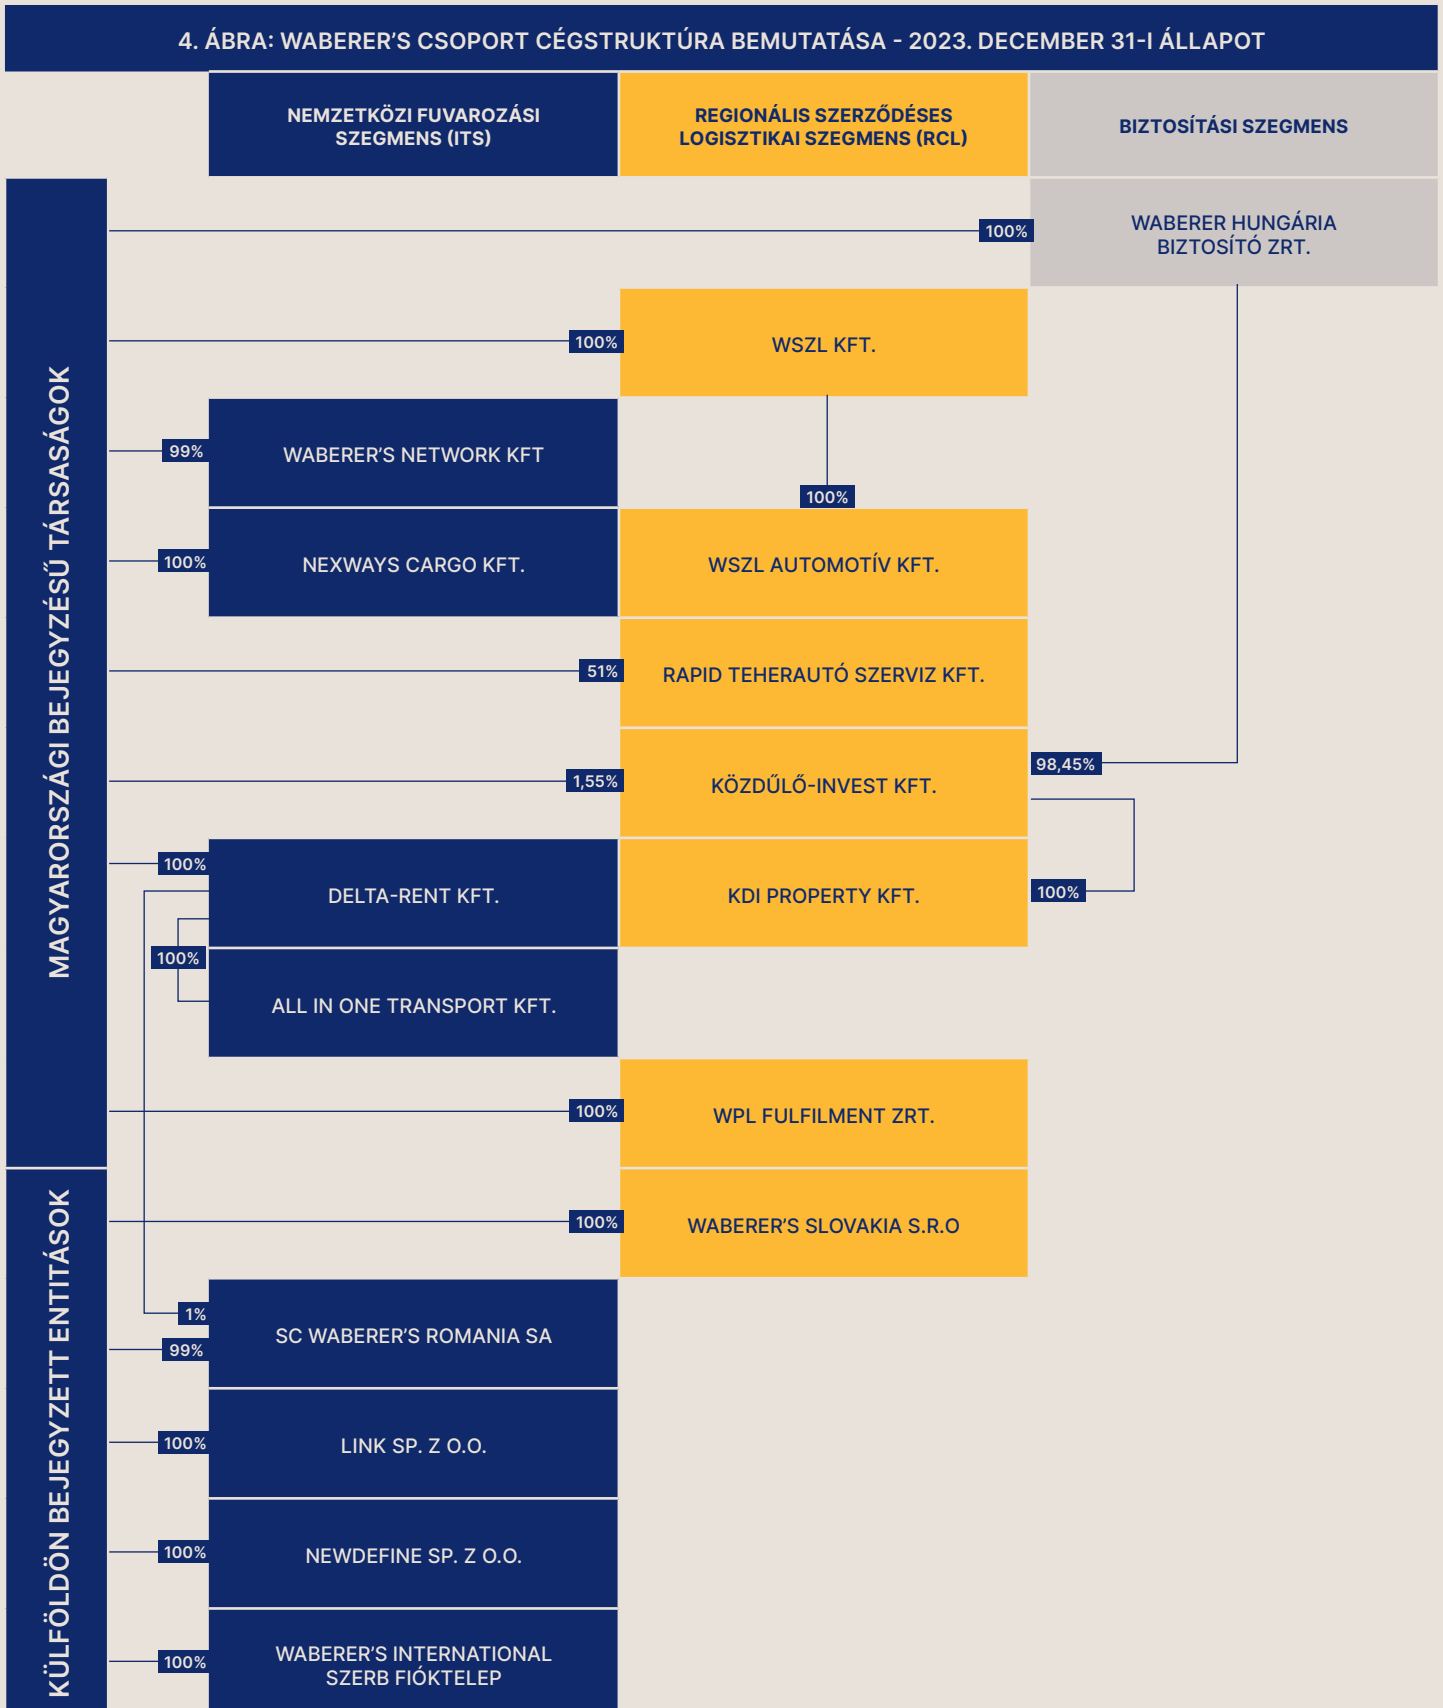 4. ÁBRA: WABERER’S CSOPORT CÉGSTRUKTÚRA BEMUTATÁSA - 2023. DECEMBER 31-I ÁLLAPOT
NEMZETKÖZI FUVAROZÁSI
SZEGMENS (ITS)
REGIONÁLIS SZERZŐDÉSES
LOGISZTIKAI SZEGMENS (RCL)
BIZTOSÍTÁSI SZEGMENS
MAGYARORSZÁGI BEJEGYZÉSŰ TÁRSASÁGOK
100%
WABERER HUNGÁRIA
BIZTOSÍTÓ ZRT.
100%
WSZL KFT.
99%
WABERER’S NETWORK KFT
100%
100%
NEXWAYS CARGO KFT.
WSZL AUTOMOTÍV KFT.
51%
RAPID TEHERAUTÓ SZERVIZ KFT.
1,55%
KÖZDŰLŐ-INVEST KFT.
98,45%
100%
DELTA-RENT KFT.
KDI PROPERTY KFT.
100%
100%
ALL IN ONE TRANSPORT KFT.
100%
WPL FULFILMENT ZRT.
KÜLFÖLDÖN BEJEGYZETT ENTITÁSOK
100%
WABERER’S SLOVAKIA S.R.O
1%
SC WABERER’S ROMANIA SA
99%
100%
LINK SP. Z O.O.
100%
NEWDEFINE SP. Z O.O.
100%
WABERER’S INTERNATIONAL
SZERB FIÓKTELEP